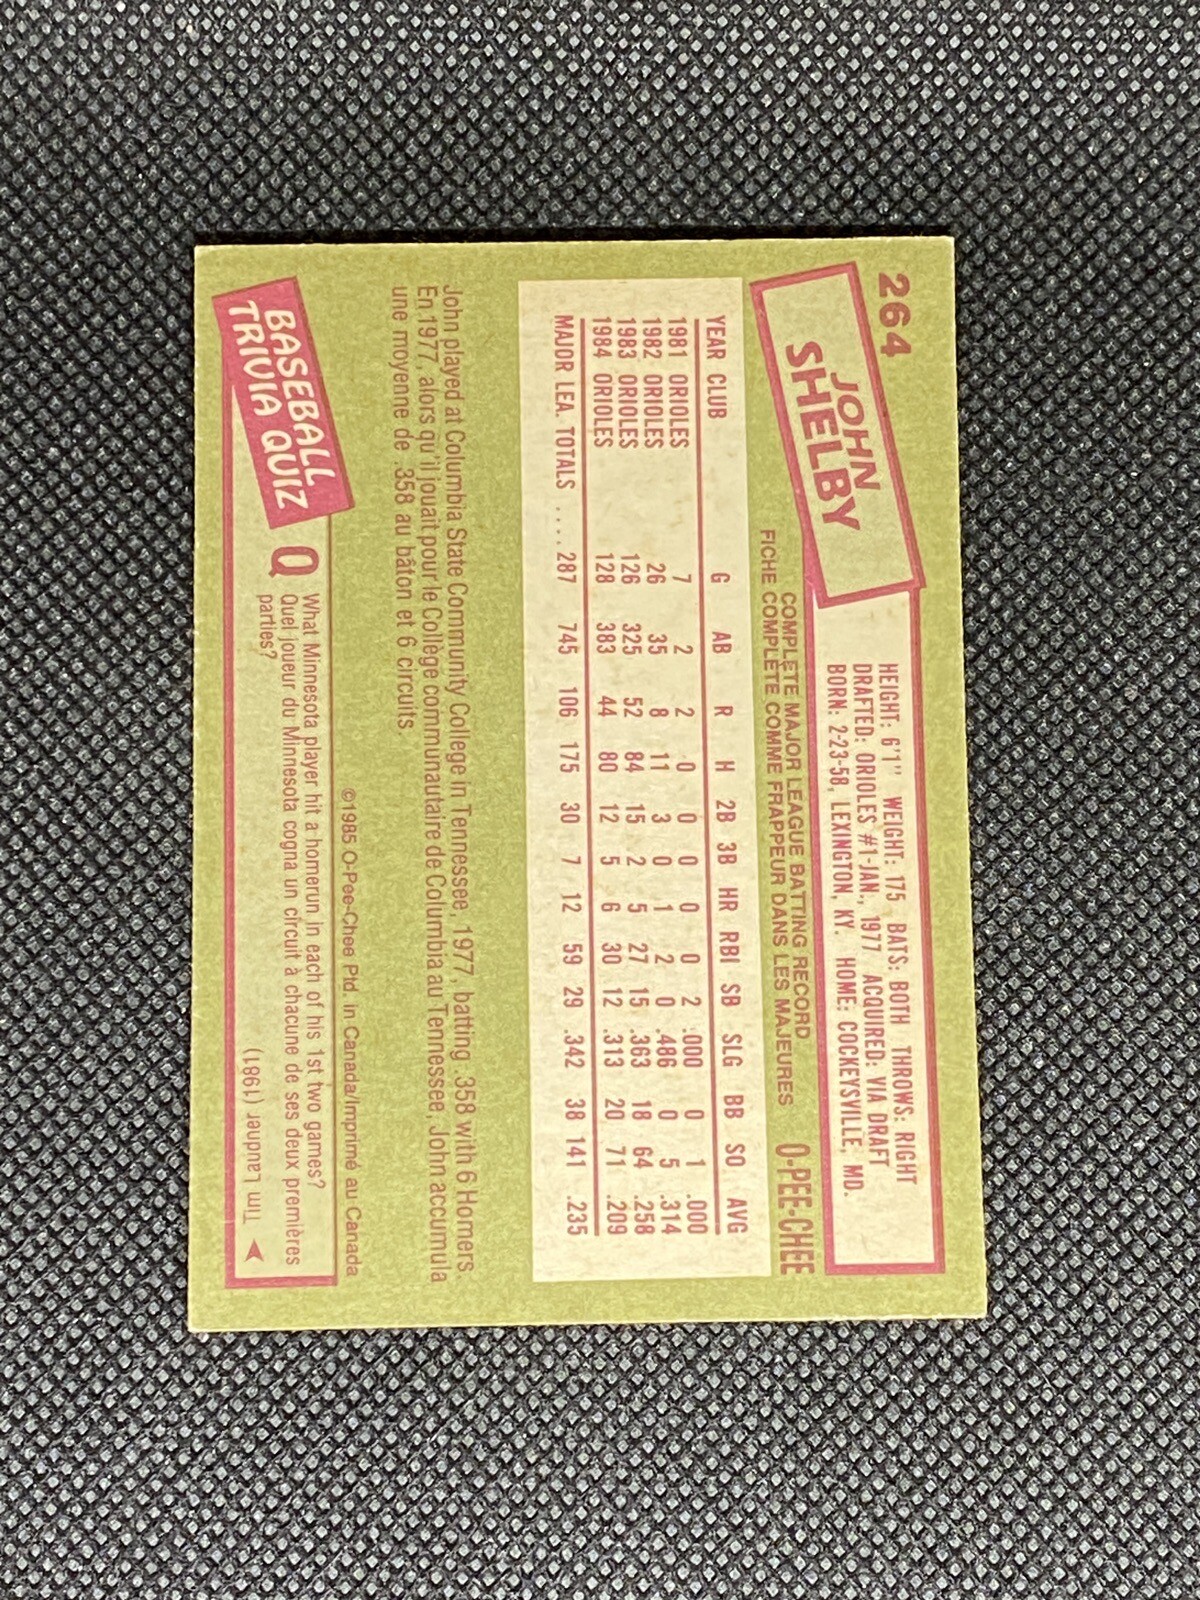 264
JOHN
SHELBY
HEIGHT: 6'1" WEIGHT: 175 BATS: BOTH THROWS: RIGHT
DRAFTED: ORIOLES #1-JAN., 1977 ACQUIRED: VIA DRAFT
BORN: 2-23-58, LEXINGTON, KY. HOME: COCKEYSVILLE, MD.
COMPLETE MAJOR LEAGUE BATTING RECORD
FICHE COMPLÈTE COMME FRAPPEUR DANS LES MAJEURES
O-PEE-CHEE
YEAR CLUB G AB R H 2B 3B HR RBI SB SLG BB SO AVG
1981 ORIOLES 7 2 2 0 0 0 0 0 2 .000 0 1 .000
1982 ORIOLES 26 35 8 11 3 0 1 2 0 .486 0 5 .314
1983 ORIOLES 126 325 52 84 15 2 5 27 15 .363 18 64 .258
1984 ORIOLES 128 383 44 80 12 5 6 30 12 .313 20 71 .209
MAJOR LEA. TOTALS .... 287 745 106 175 30 7 12 59 29 .342 38 141 .235
John played at Columbia State Community College in Tennessee, 1977, batting .358 with 6 Homers.
En 1977, alors qu'il jouait pour le Collège communautaire de Columbia au Tennessee, John accumula
une moyenne de .358 au bâton et 6 circuits.
©1985 O-Pee-Chee Ptd. in Canada/Imprimé au Canada
BASEBALL
TRIVIA QUIZ
Q What Minnesota player hit a homerun in each of his 1st two games?
Quel joueur du Minnesota cogna un circuit à chacune de ses deux premières
parties?
Tim Laudner (1981)